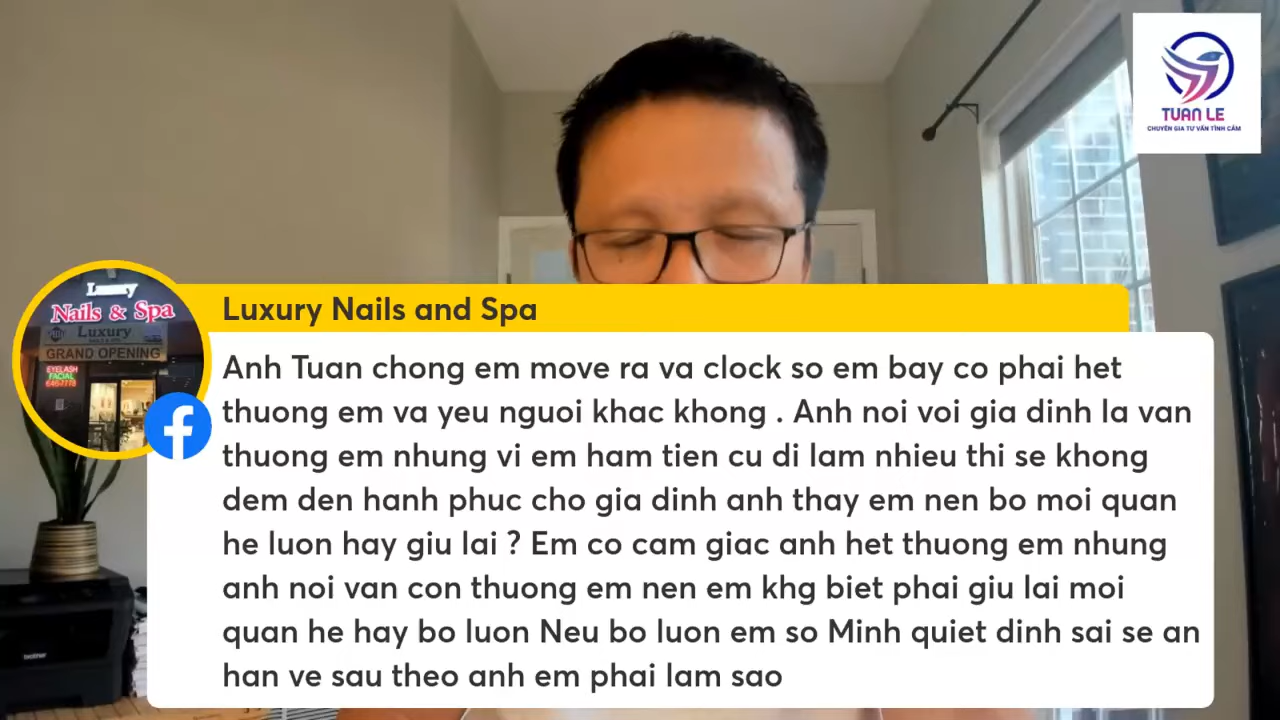 TUAN LE
CHUYÊN GIA TƯ VẤN TÌNH CẢM
Luxury
Nails & Spa
Luxury
GRAND OPENING
EYELASH
FACIAL
Luxury Nails and Spa
Anh Tuan chong em move ra va clock so em bay co phai het
thuong em va yeu nguoi khac khong . Anh noi voi gia dinh la van
thuong em nhung vi em ham tien cu di lam nhieu thi se khong
dem den hanh phuc cho gia dinh anh thay em nen bo moi quan
he luon hay giu lai ? Em co cam giac anh het thuong em nhung
anh noi van con thuong em nen em khg biet phai giu lai moi
quan he hay bo luon Neu bo luon em so Minh quiet dinh sai se an
han ve sau theo anh em phai lam sao
brother